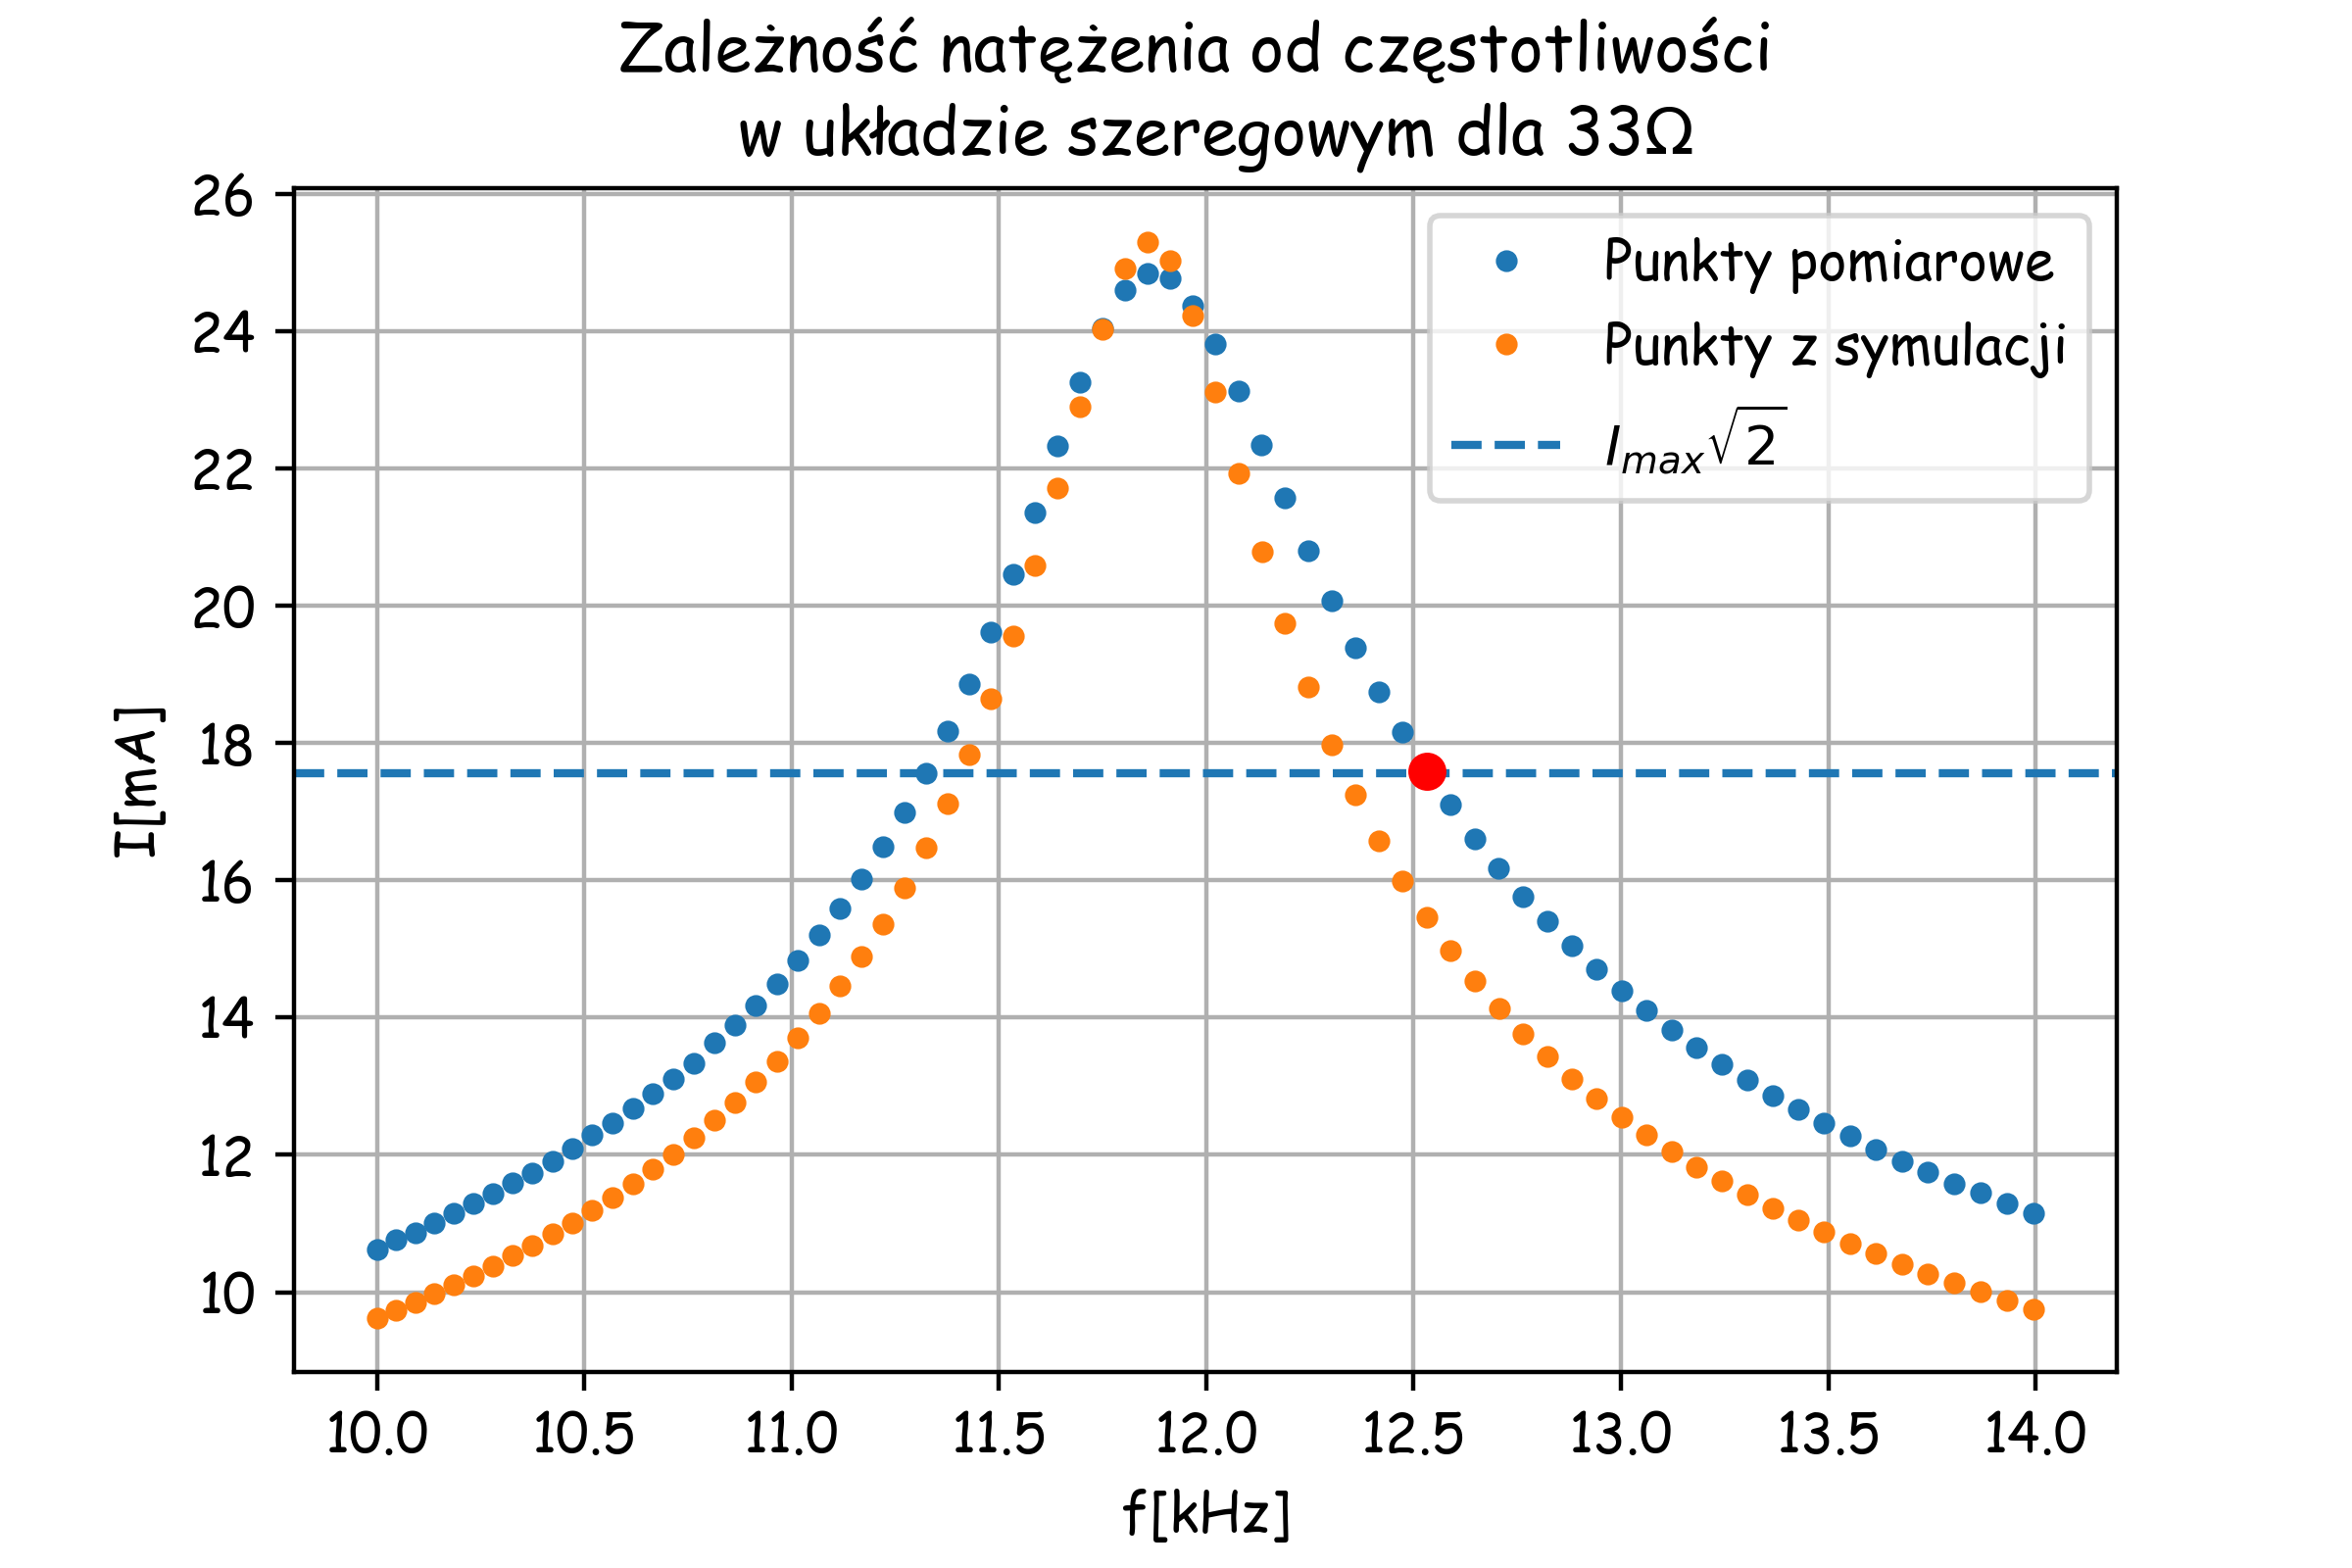 Zależność natężenia od częstotliwości
w układzie szeregowym dla 33Ω
26
24
22
20
18
16
14
12
10
I[mA]
Punkty pomiarowe
Punkty z symulacji
I_max√2
10.0 10.5 11.0 11.5 12.0 12.5 13.0 13.5 14.0
f[kHz]